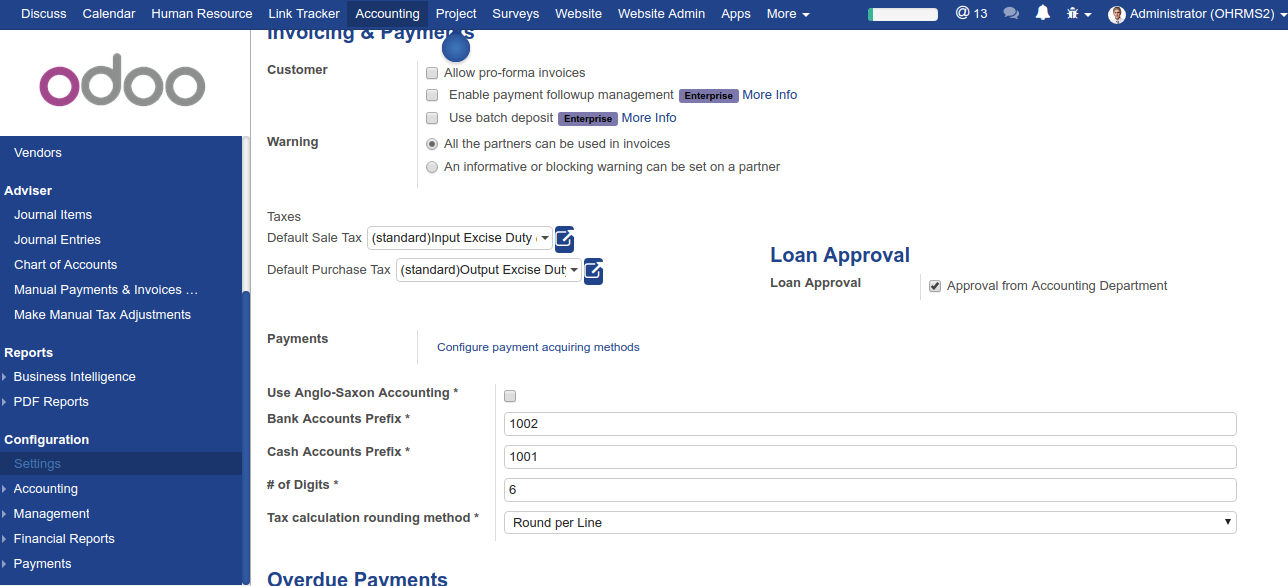 Discuss Calendar Human Resource Link Tracker Accounting Project Surveys Website Website Admin Apps More @ 13 Administrator (OHRMS2)
odoo
Vendors
Adviser
Journal Items
Journal Entries
Chart of Accounts
Manual Payments & Invoices …
Make Manual Tax Adjustments
Reports
Business Intelligence
PDF Reports
Configuration
Settings
Accounting
Management
Financial Reports
Payments
Invoicing & Payments
Customer
Allow pro-forma invoices
Enable payment followup management Enterprise More Info
Use batch deposit Enterprise More Info
Warning
All the partners can be used in invoices
An informative or blocking warning can be set on a partner
Taxes
Default Sale Tax (standard)Input Excise Duty
Default Purchase Tax (standard)Output Excise Dut
Loan Approval
Loan Approval Approval from Accounting Department
Payments
Configure payment acquiring methods
Use Anglo-Saxon Accounting *
Bank Accounts Prefix * 1002
Cash Accounts Prefix * 1001
# of Digits * 6
Tax calculation rounding method * Round per Line
Overdue Payments